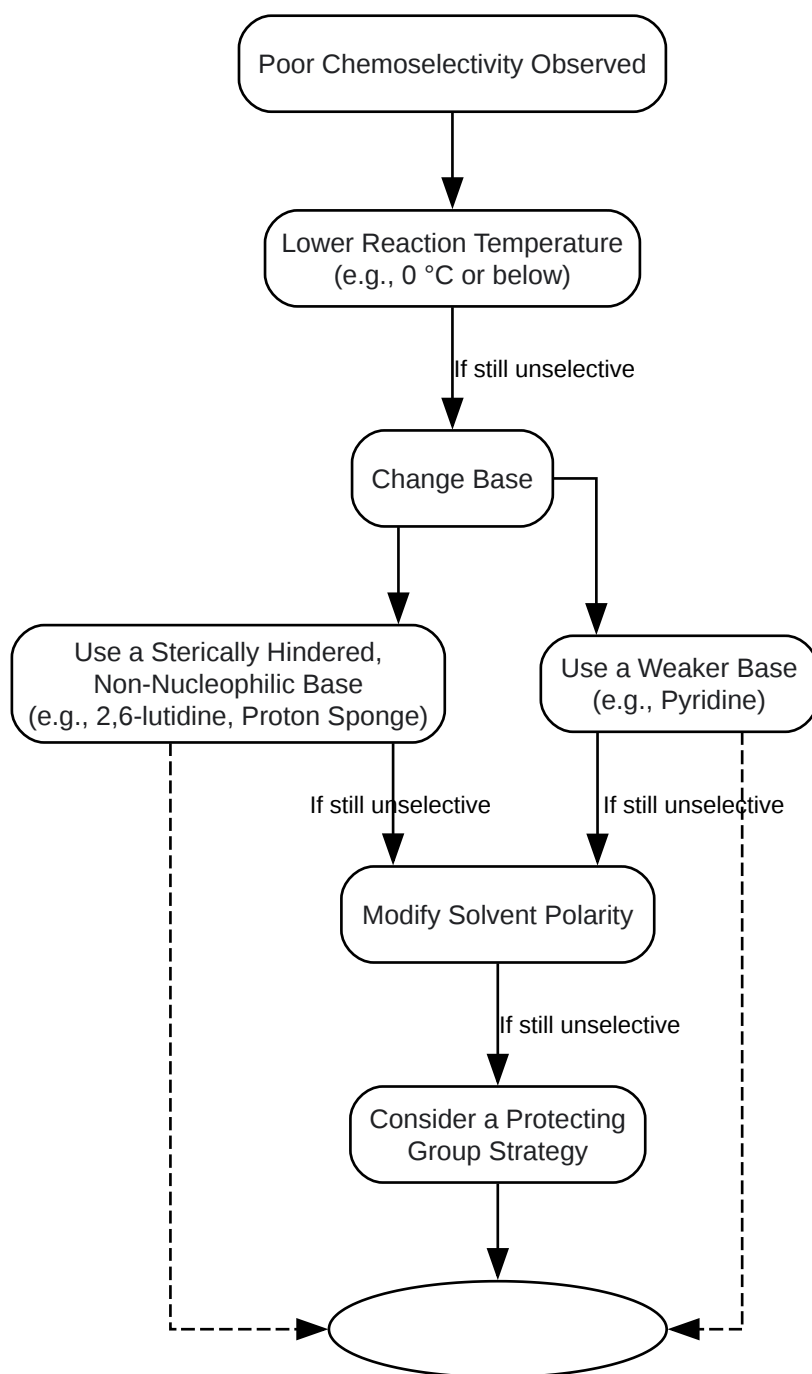 Poor Chemoselectivity Observed
Lower Reaction Temperature
(e.g., 0 °C or below)
If still unselective
Change Base
Use a Sterically Hindered,
Non-Nucleophilic Base
(e.g., 2,6-lutidine, Proton Sponge)
Use a Weaker Base
(e.g., Pyridine)
If still unselective
If still unselective
Modify Solvent Polarity
If still unselective
Consider a Protecting
Group Strategy